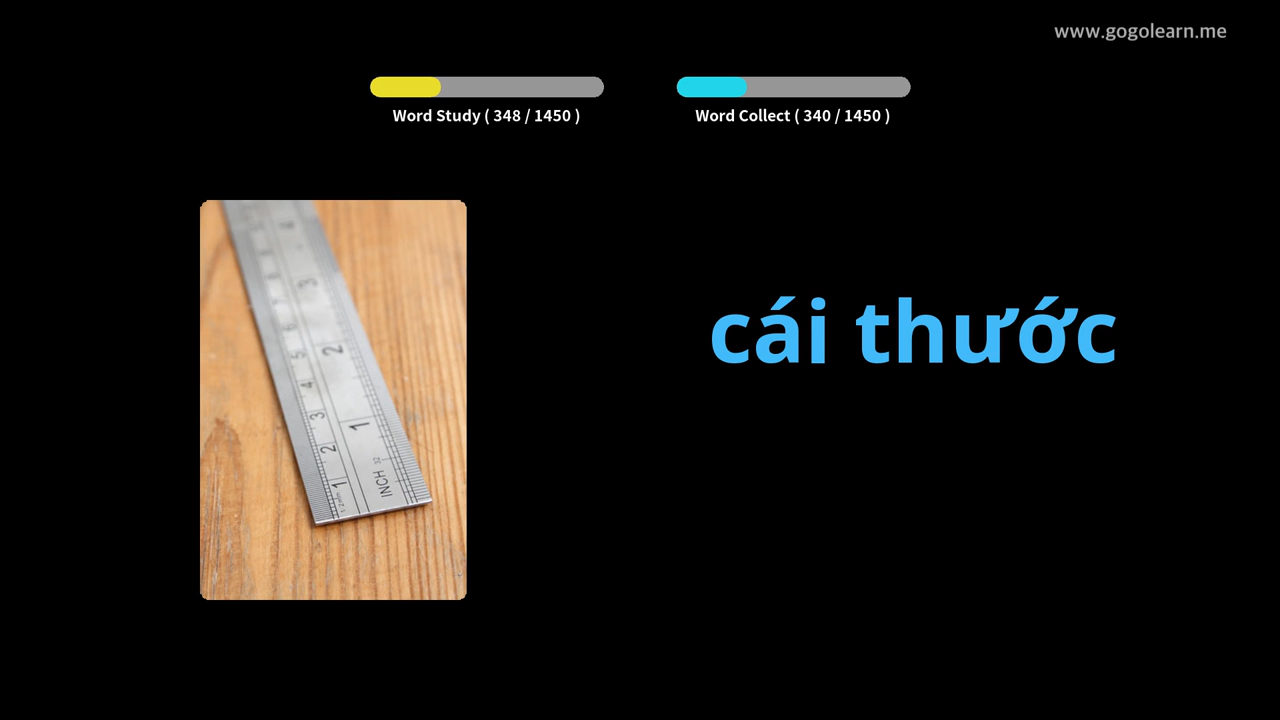 www.gogolearn.me
Word Study ( 348 / 1450 )
Word Collect ( 340 / 1450 )
cái thước
3
2
1
INCH 32
6
5
4
3
2
1